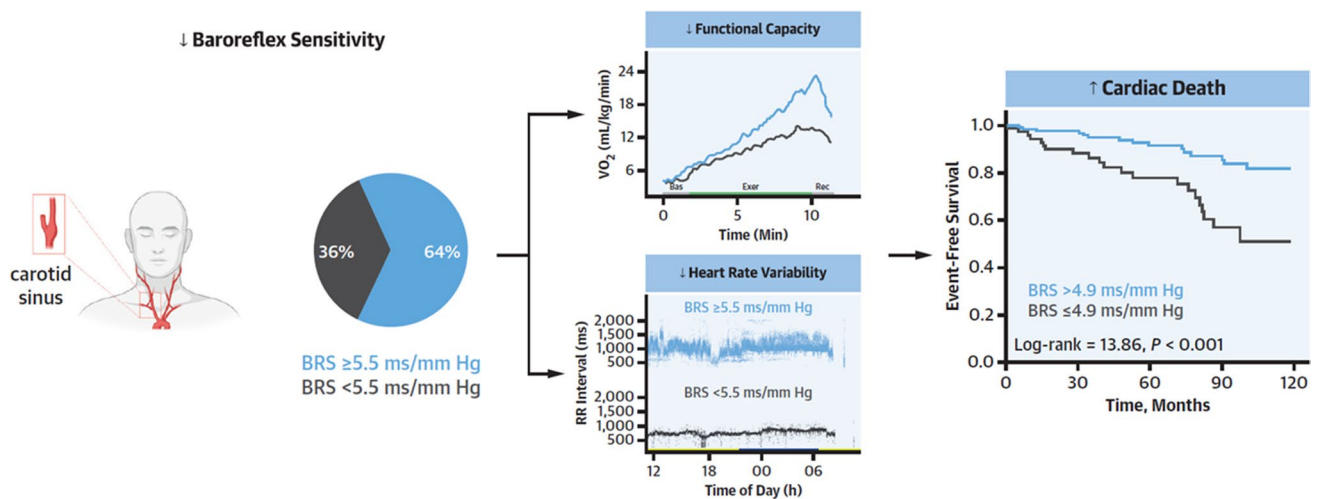 ↓ Baroreflex Sensitivity
carotid
sinus
36%
64%
BRS ≥5.5 ms/mm Hg
BRS <5.5 ms/mm Hg
↓ Functional Capacity
VO₂ (mL/kg/min)
24
18
12
6
Bas
Exer
Rec
0
5
10
Time (Min)
↓ Heart Rate Variability
RR Interval (ms)
BRS ≥5.5 ms/mm Hg
2,000
1,500
1,000
500
BRS <5.5 ms/mm Hg
2,000
1,500
1,000
500
12
18
00
06
Time of Day (h)
↑ Cardiac Death
Event-Free Survival
1.0
0.8
0.6
0.4
0.2
0.0
BRS >4.9 ms/mm Hg
BRS ≤4.9 ms/mm Hg
Log-rank = 13.86, P < 0.001
0
30
60
90
120
Time, Months